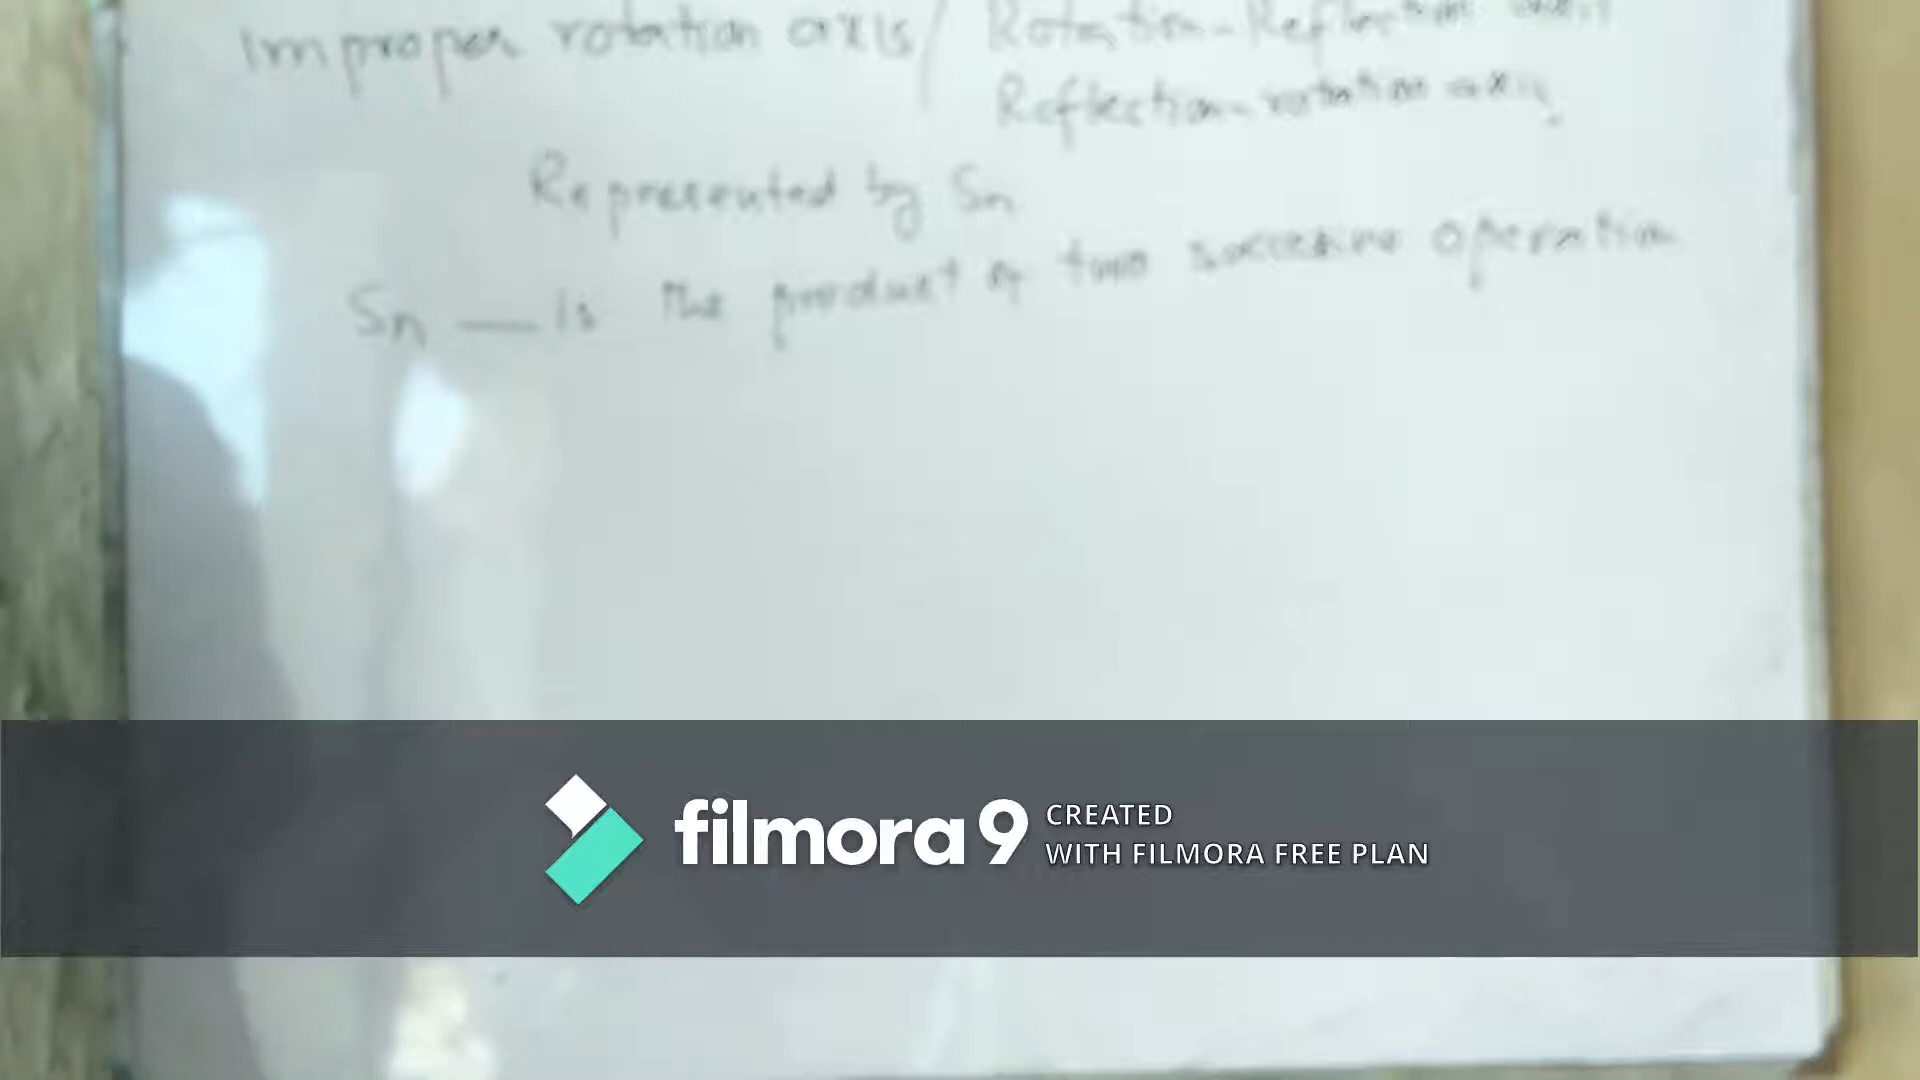 Improper rotation axis/ Rotation-Reflection axis
Reflection-rotation axis.
Represented by Sn
Sn — is the product of two successive operation
filmora9
CREATED
WITH FILMORA FREE PLAN